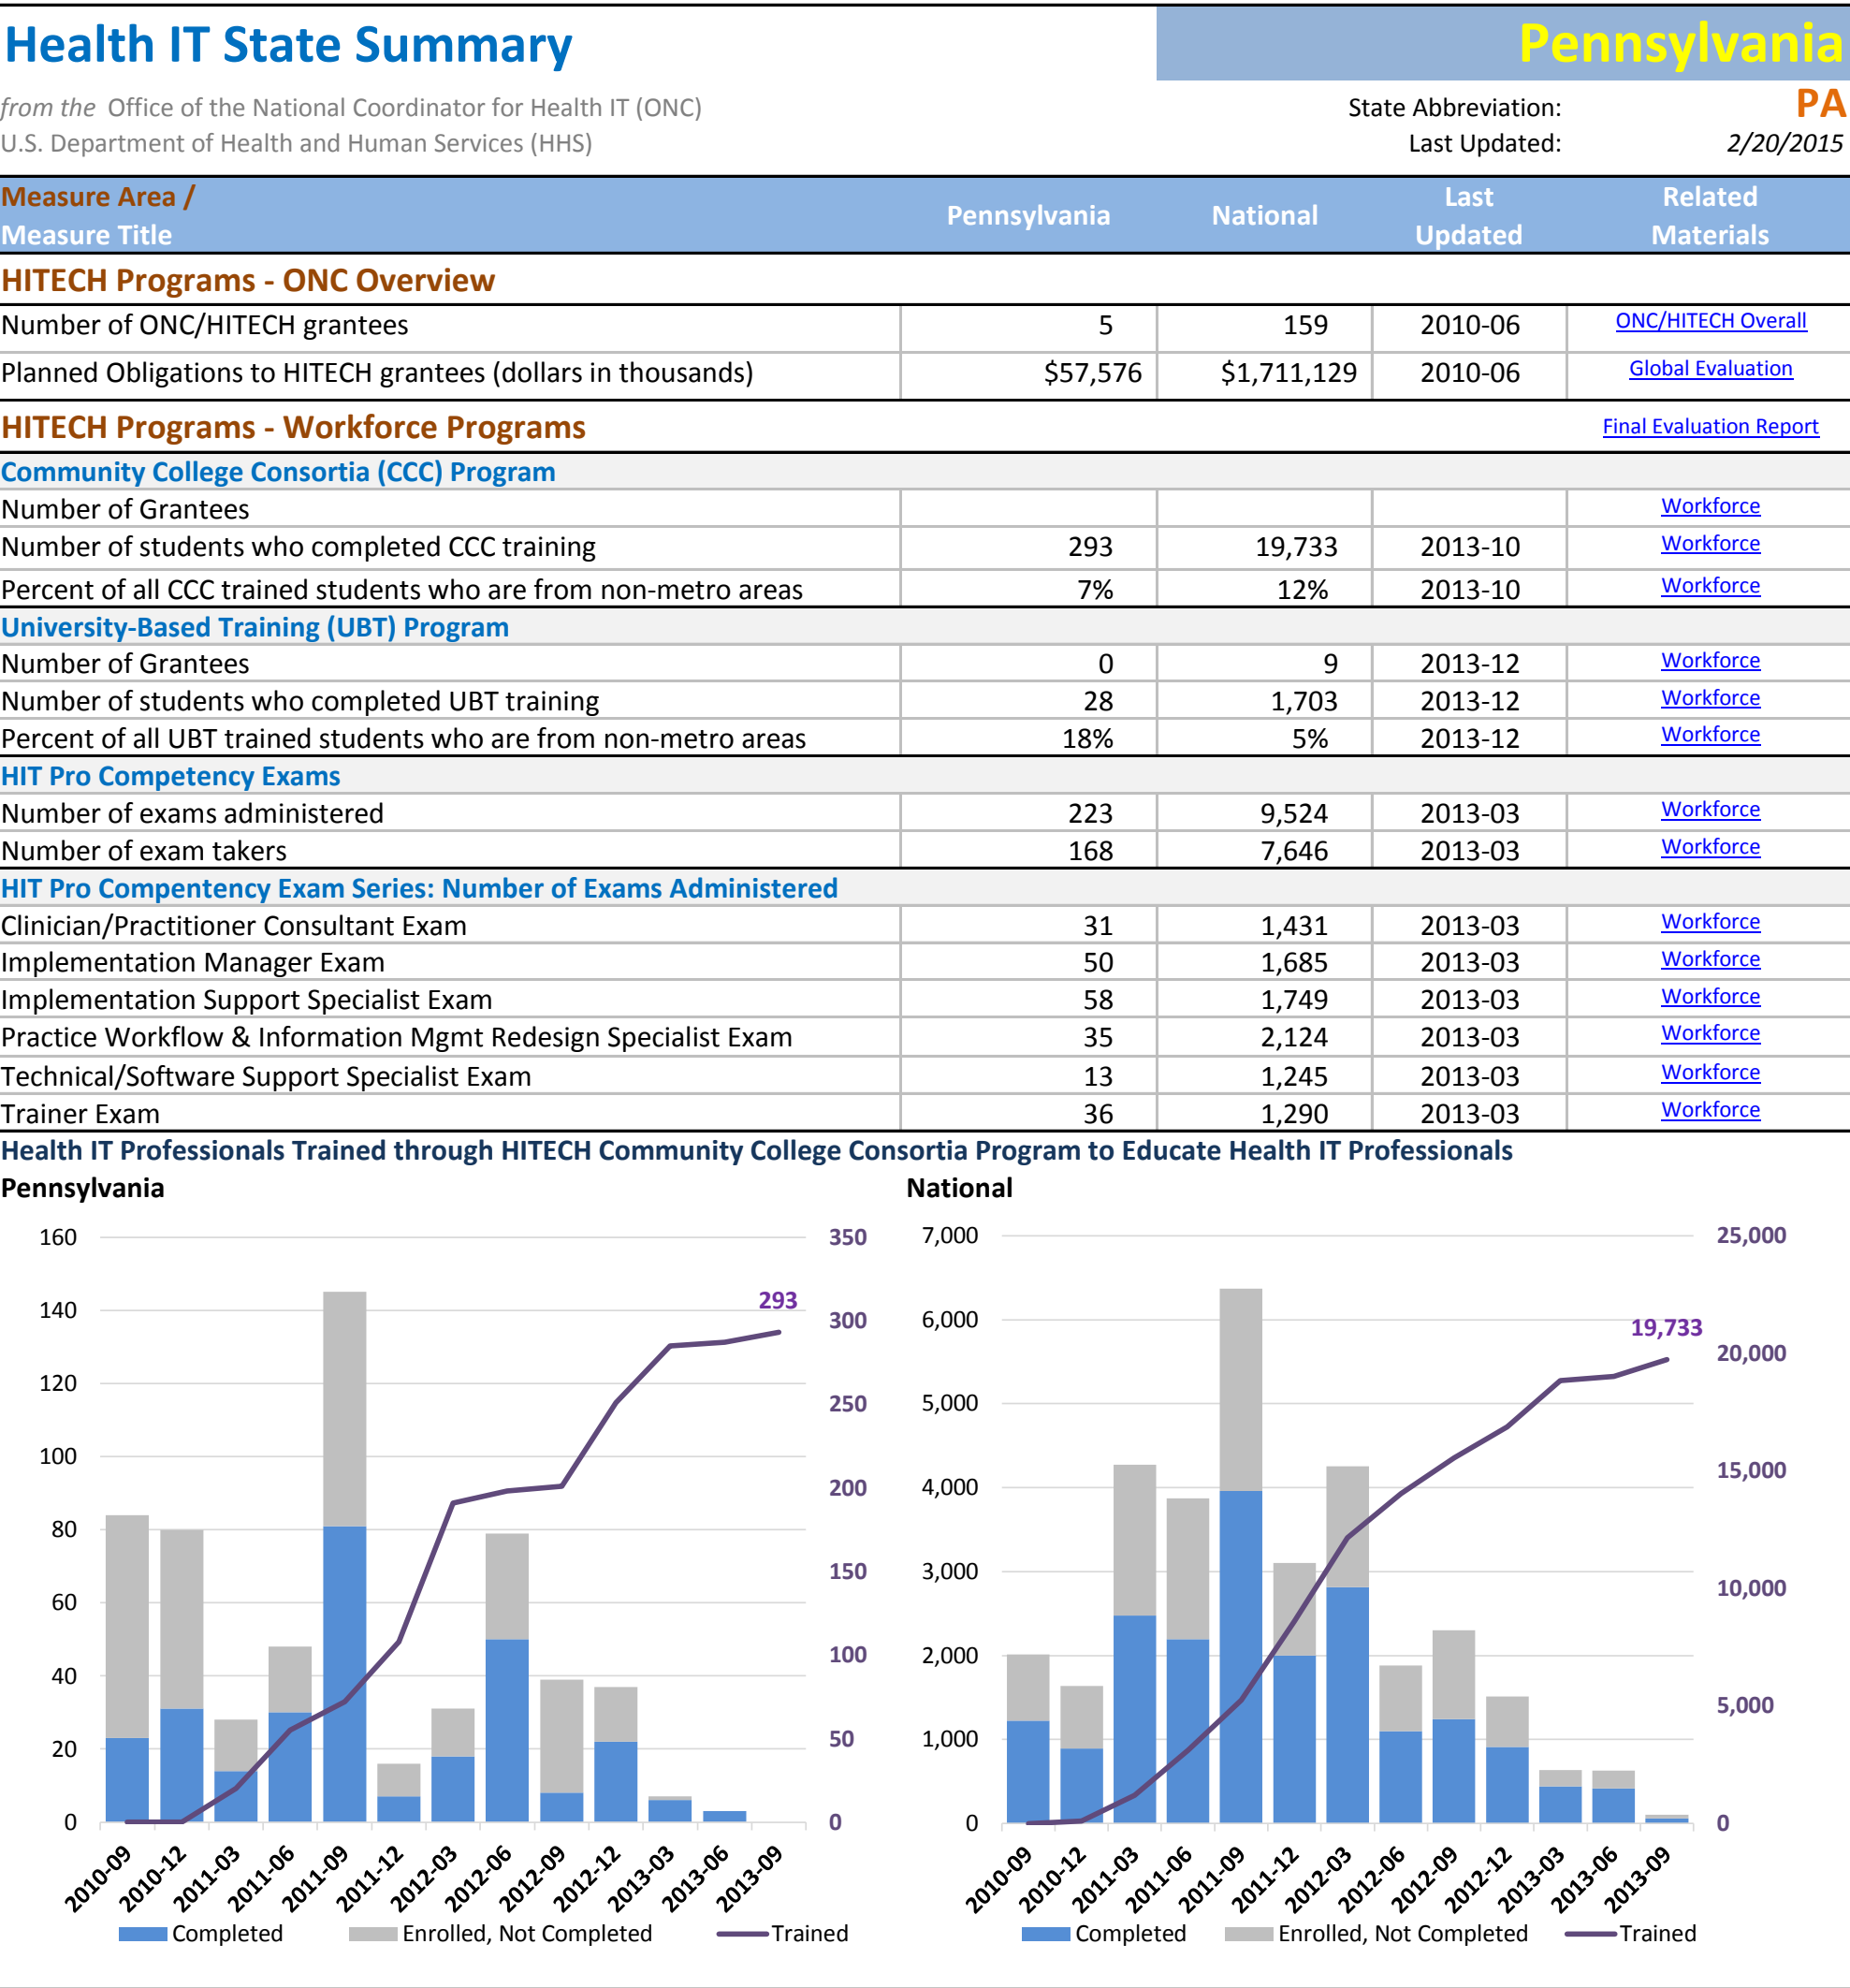 Health IT State Summary
Pennsylvania
from the Office of the National Coordinator for Health IT (ONC)
State Abbreviation: PA
U.S. Department of Health and Human Services (HHS)
Last Updated: 2/20/2015
Measure Area /
Measure Title
Pennsylvania
National
Last
Updated
Related
Materials
HITECH Programs - ONC Overview
Number of ONC/HITECH grantees 5 159 2010-06 ONC/HITECH Overall
Planned Obligations to HITECH grantees (dollars in thousands) $57,576 $1,711,129 2010-06 Global Evaluation
HITECH Programs - Workforce Programs Final Evaluation Report
Community College Consortia (CCC) Program
Number of Grantees Workforce
Number of students who completed CCC training 293 19,733 2013-10 Workforce
Percent of all CCC trained students who are from non-metro areas 7% 12% 2013-10 Workforce
University-Based Training (UBT) Program
Number of Grantees 0 9 2013-12 Workforce
Number of students who completed UBT training 28 1,703 2013-12 Workforce
Percent of all UBT trained students who are from non-metro areas 18% 5% 2013-12 Workforce
HIT Pro Competency Exams
Number of exams administered 223 9,524 2013-03 Workforce
Number of exam takers 168 7,646 2013-03 Workforce
HIT Pro Compentency Exam Series: Number of Exams Administered
Clinician/Practitioner Consultant Exam 31 1,431 2013-03 Workforce
Implementation Manager Exam 50 1,685 2013-03 Workforce
Implementation Support Specialist Exam 58 1,749 2013-03 Workforce
Practice Workflow & Information Mgmt Redesign Specialist Exam 35 2,124 2013-03 Workforce
Technical/Software Support Specialist Exam 13 1,245 2013-03 Workforce
Trainer Exam 36 1,290 2013-03 Workforce
Health IT Professionals Trained through HITECH Community College Consortia Program to Educate Health IT Professionals
Pennsylvania
160
140
120
100
80
60
40
20
0
293
350
300
250
200
150
100
50
0
2010-09 2010-12 2011-03 2011-06 2011-09 2011-12 2012-03 2012-06 2012-09 2012-12 2013-03 2013-06 2013-09
Completed Enrolled, Not Completed Trained
National
7,000
6,000
5,000
4,000
3,000
2,000
1,000
0
19,733
25,000
20,000
15,000
10,000
5,000
0
2010-09 2010-12 2011-03 2011-06 2011-09 2011-12 2012-03 2012-06 2012-09 2012-12 2013-03 2013-06 2013-09
Completed Enrolled, Not Completed Trained